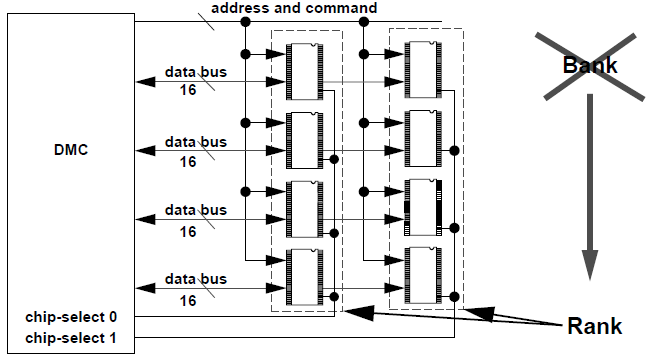 address and command
data bus
16
Bank
data bus
16
DMC
data bus
16
data bus
16
chip-select 0
chip-select 1
Rank